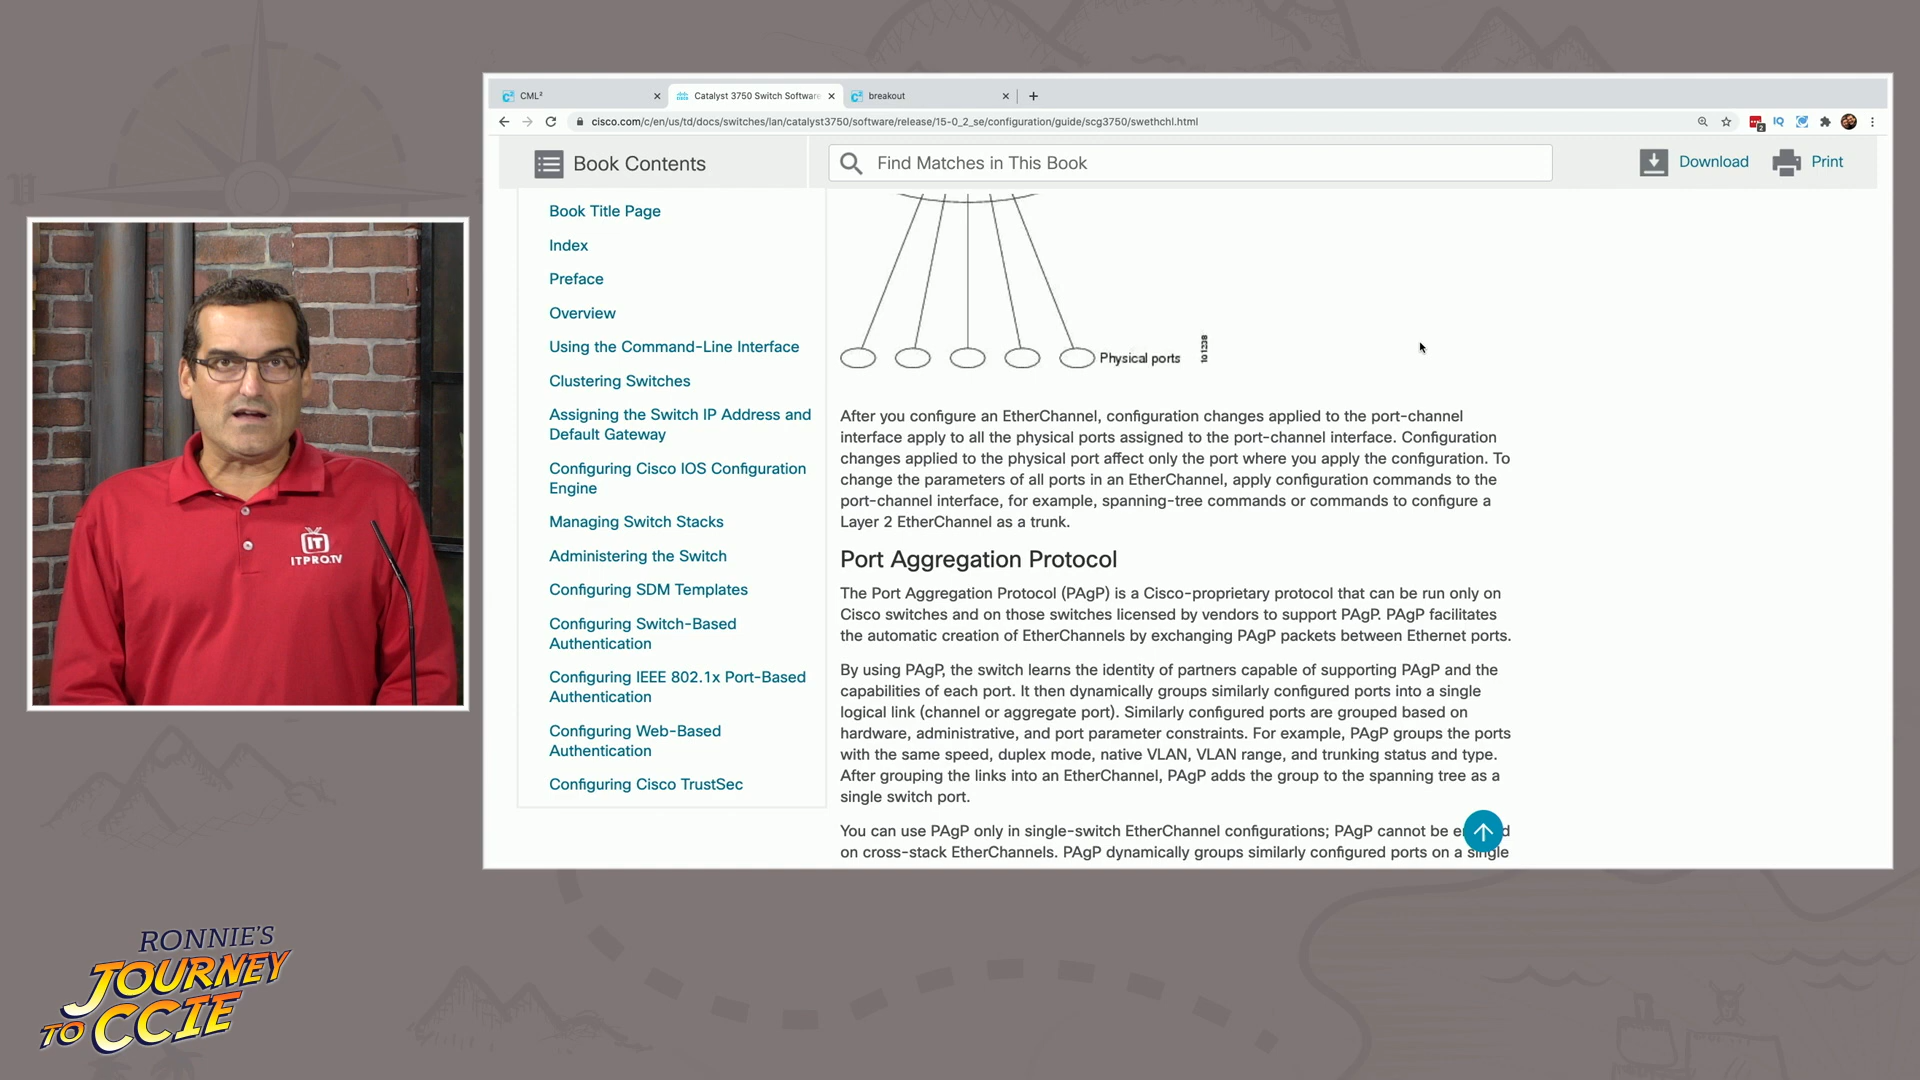 CML²
Catalyst 3750 Switch Software
breakout
cisco.com/c/en/us/td/docs/switches/lan/catalyst3750/software/release/15-0_2_se/configuration/guide/scg3750/swethchl.html
2
IQ
Book Contents
Find Matches in This Book
Download
Print
Book Title Page
Index
Preface
Overview
Using the Command-Line Interface
Clustering Switches
Assigning the Switch IP Address and
Default Gateway
Configuring Cisco IOS Configuration
Engine
Managing Switch Stacks
Administering the Switch
Configuring SDM Templates
Configuring Switch-Based
Authentication
Configuring IEEE 802.1x Port-Based
Authentication
Configuring Web-Based
Authentication
Configuring Cisco TrustSec
Physical ports
101238
After you configure an EtherChannel, configuration changes applied to the port-channel
interface apply to all the physical ports assigned to the port-channel interface. Configuration
changes applied to the physical port affect only the port where you apply the configuration. To
change the parameters of all ports in an EtherChannel, apply configuration commands to the
port-channel interface, for example, spanning-tree commands or commands to configure a
Layer 2 EtherChannel as a trunk.
Port Aggregation Protocol
The Port Aggregation Protocol (PAgP) is a Cisco-proprietary protocol that can be run only on
Cisco switches and on those switches licensed by vendors to support PAgP. PAgP facilitates
the automatic creation of EtherChannels by exchanging PAgP packets between Ethernet ports.
By using PAgP, the switch learns the identity of partners capable of supporting PAgP and the
capabilities of each port. It then dynamically groups similarly configured ports into a single
logical link (channel or aggregate port). Similarly configured ports are grouped based on
hardware, administrative, and port parameter constraints. For example, PAgP groups the ports
with the same speed, duplex mode, native VLAN, VLAN range, and trunking status and type.
After grouping the links into an EtherChannel, PAgP adds the group to the spanning tree as a
single switch port.
You can use PAgP only in single-switch EtherChannel configurations; PAgP cannot be
on cross-stack EtherChannels. PAgP dynamically groups similarly configured ports on a single
IT
ITPRO.TV
RONNIE'S
JOURNEY
TO CCIE